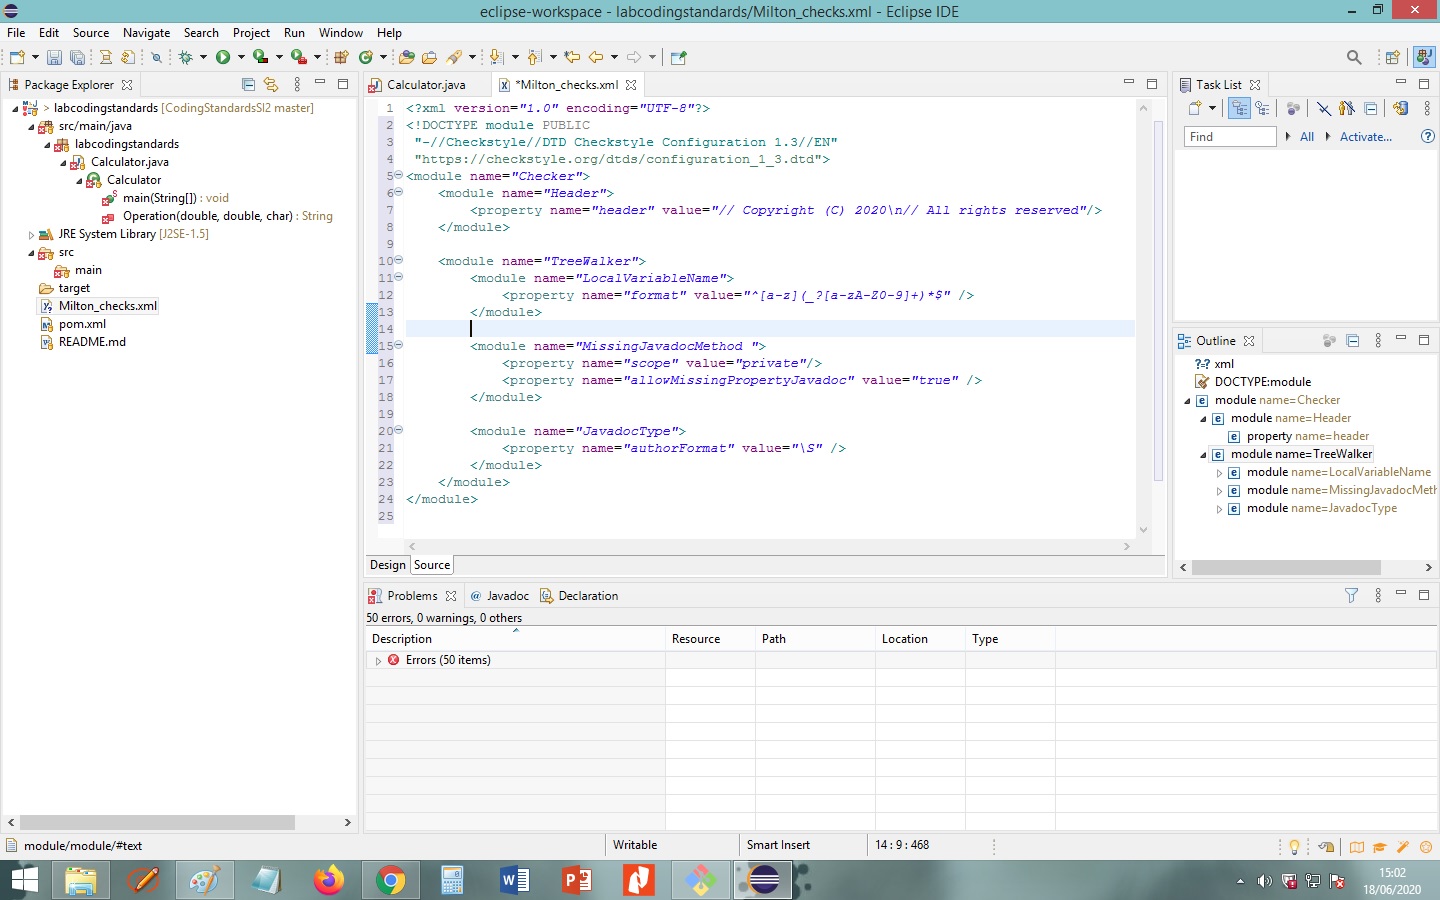 eclipse-workspace - labcodingstandards/Milton_checks.xml - Eclipse IDE
File Edit Source Navigate Search Project Run Window Help
Package Explorer
> labcodingstandards [CodingStandardsSI2 master]
src/main/java
labcodingstandards
Calculator.java
Calculator
main(String[]) : void
Operation(double, double, char) : String
JRE System Library [J2SE-1.5]
src
main
target
Milton_checks.xml
pom.xml
README.md
Calculator.java *Milton_checks.xml
1 <?xml version="1.0" encoding="UTF-8"?>
2 <!DOCTYPE module PUBLIC
3 "-//Checkstyle//DTD Checkstyle Configuration 1.3//EN"
4 "https://checkstyle.org/dtds/configuration_1_3.dtd">
5 <module name="Checker">
6 <module name="Header">
7 <property name="header" value="// Copyright (C) 2020\n// All rights reserved"/>
8 </module>
9
10 <module name="TreeWalker">
11 <module name="LocalVariableName">
12 <property name="format" value="^[a-z](_?[a-zA-Z0-9]+)*$" />
13 </module>
14
15 <module name="MissingJavadocMethod ">
16 <property name="scope" value="private"/>
17 <property name="allowMissingPropertyJavadoc" value="true" />
18 </module>
19
20 <module name="JavadocType">
21 <property name="authorFormat" value="\S" />
22 </module>
23 </module>
24 </module>
25
Design Source
Task List
Find All Activate...
Outline
xml
DOCTYPE:module
module name=Checker
module name=Header
property name=header
module name=TreeWalker
module name=LocalVariableName
module name=MissingJavadocMeth
module name=JavadocType
Problems Javadoc Declaration
50 errors, 0 warnings, 0 others
Description Resource Path Location Type
Errors (50 items)
module/module/#text Writable Smart Insert 14 : 9 : 468
15:02
18/06/2020